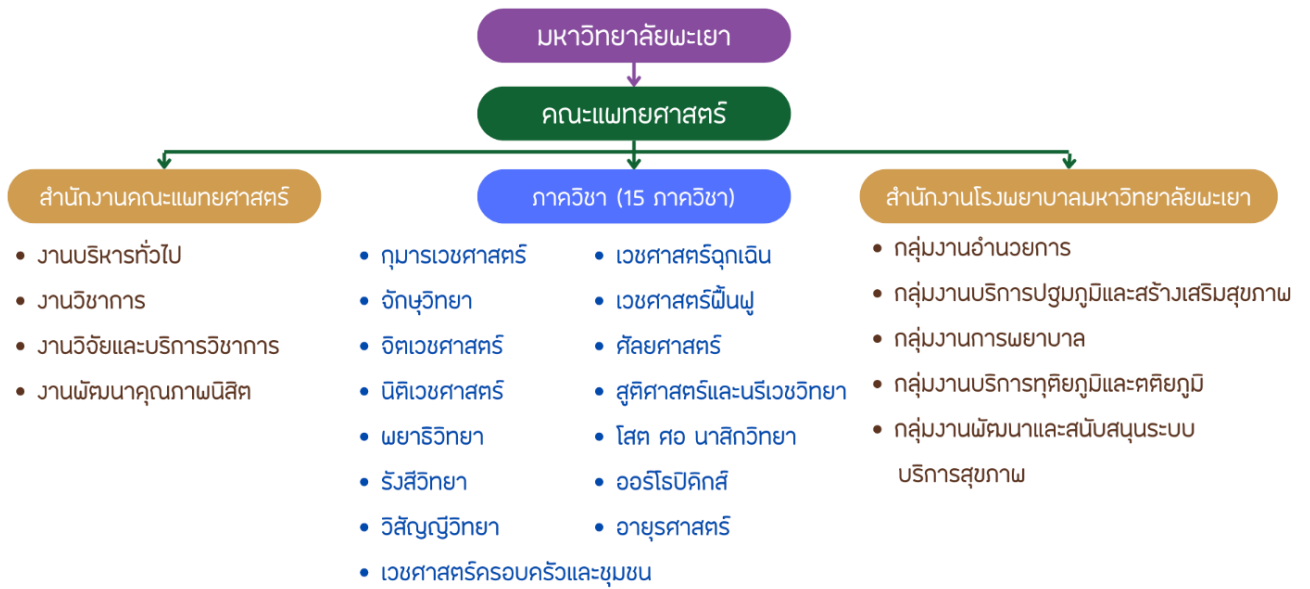 มหาวิทยาลัยพะเยา
คณะแพทยศาสตร์
สำนักงานคณะแพทยศาสตร์
• งานบริหารทั่วไป
• งานวิชาการ
• งานวิจัยและบริการวิชาการ
• งานพัฒนาคุณภาพนิสิต
ภาควิชา (15 ภาควิชา)
• กุมารเวชศาสตร์
• จักษุวิทยา
• จิตเวชศาสตร์
• นิติเวชศาสตร์
• พยาธิวิทยา
• รังสีวิทยา
• วิสัญญีวิทยา
• เวชศาสตร์ครอบครัวและชุมชน
• เวชศาสตร์ฉุกเฉิน
• เวชศาสตร์ฟื้นฟู
• ศัลยศาสตร์
• สูติศาสตร์และนรีเวชวิทยา
• โสต ศอ นาสิกวิทยา
• ออร์โธปิดิกส์
• อายุรศาสตร์
สำนักงานโรงพยาบาลมหาวิทยาลัยพะเยา
• กลุ่มงานอำนวยการ
• กลุ่มงานบริการปฐมภูมิและสร้างเสริมสุขภาพ
• กลุ่มงานการพยาบาล
• กลุ่มงานบริการทุติยภูมิและตติยภูมิ
• กลุ่มงานพัฒนาและสนับสนุนระบบ
บริการสุขภาพ